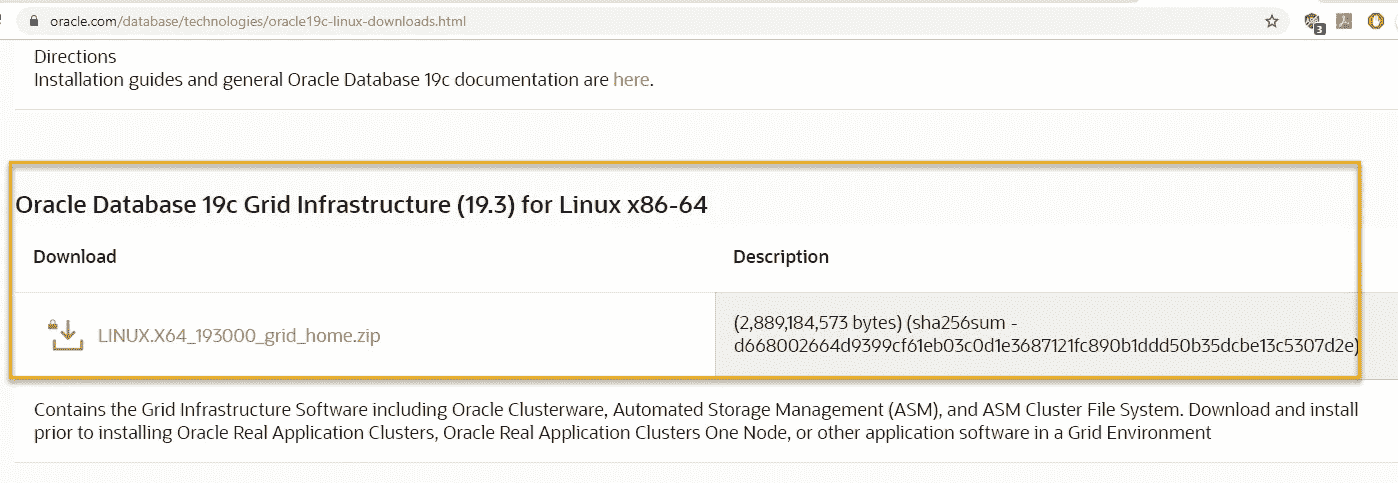 oracle.com/database/technologies/oracle19c-linux-downloads.html
3
Directions
Installation guides and general Oracle Database 19c documentation are here.
Oracle Database 19c Grid Infrastructure (19.3) for Linux x86-64
Download
Description
LINUX.X64_193000_grid_home.zip
(2,889,184,573 bytes) (sha256sum -
d668002664d9399cf61eb03c0d1e3687121fc890b1ddd50b35dcbe13c5307d2e)
Contains the Grid Infrastructure Software including Oracle Clusterware, Automated Storage Management (ASM), and ASM Cluster File System. Download and install
prior to installing Oracle Real Application Clusters, Oracle Real Application Clusters One Node, or other application software in a Grid Environment